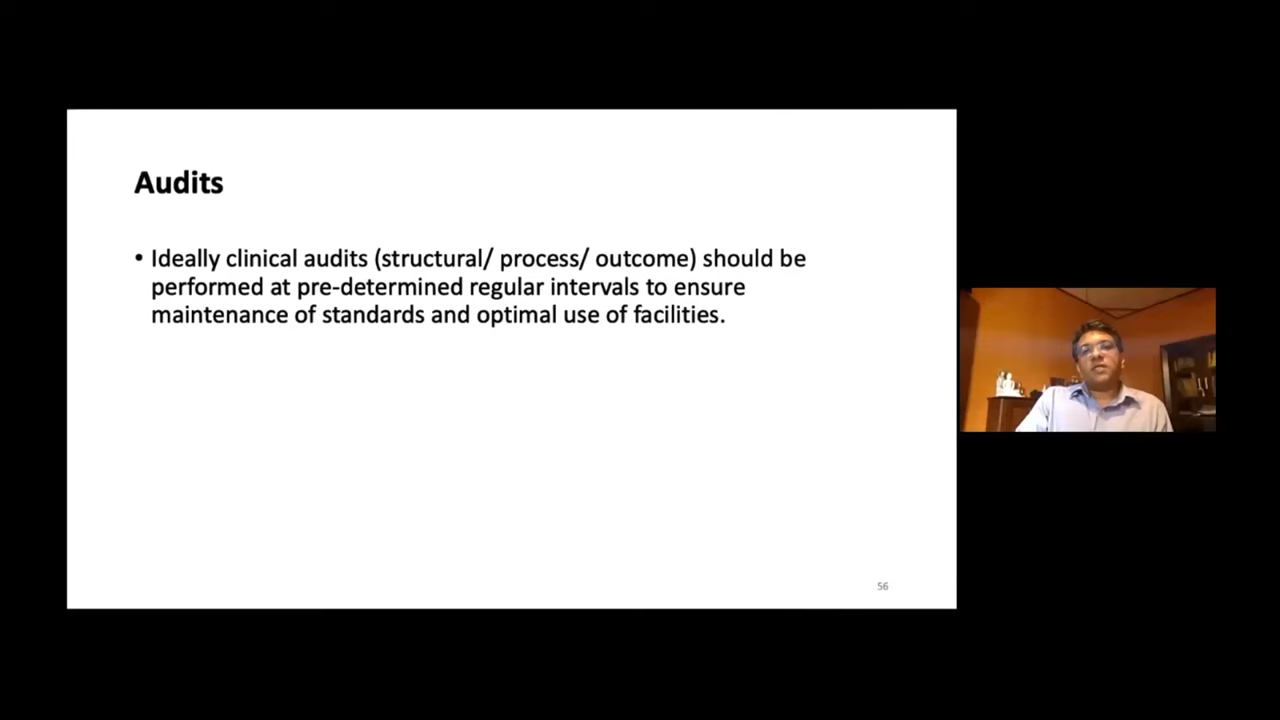 Audits
• Ideally clinical audits (structural/ process/ outcome) should be
performed at pre-determined regular intervals to ensure
maintenance of standards and optimal use of facilities.
56